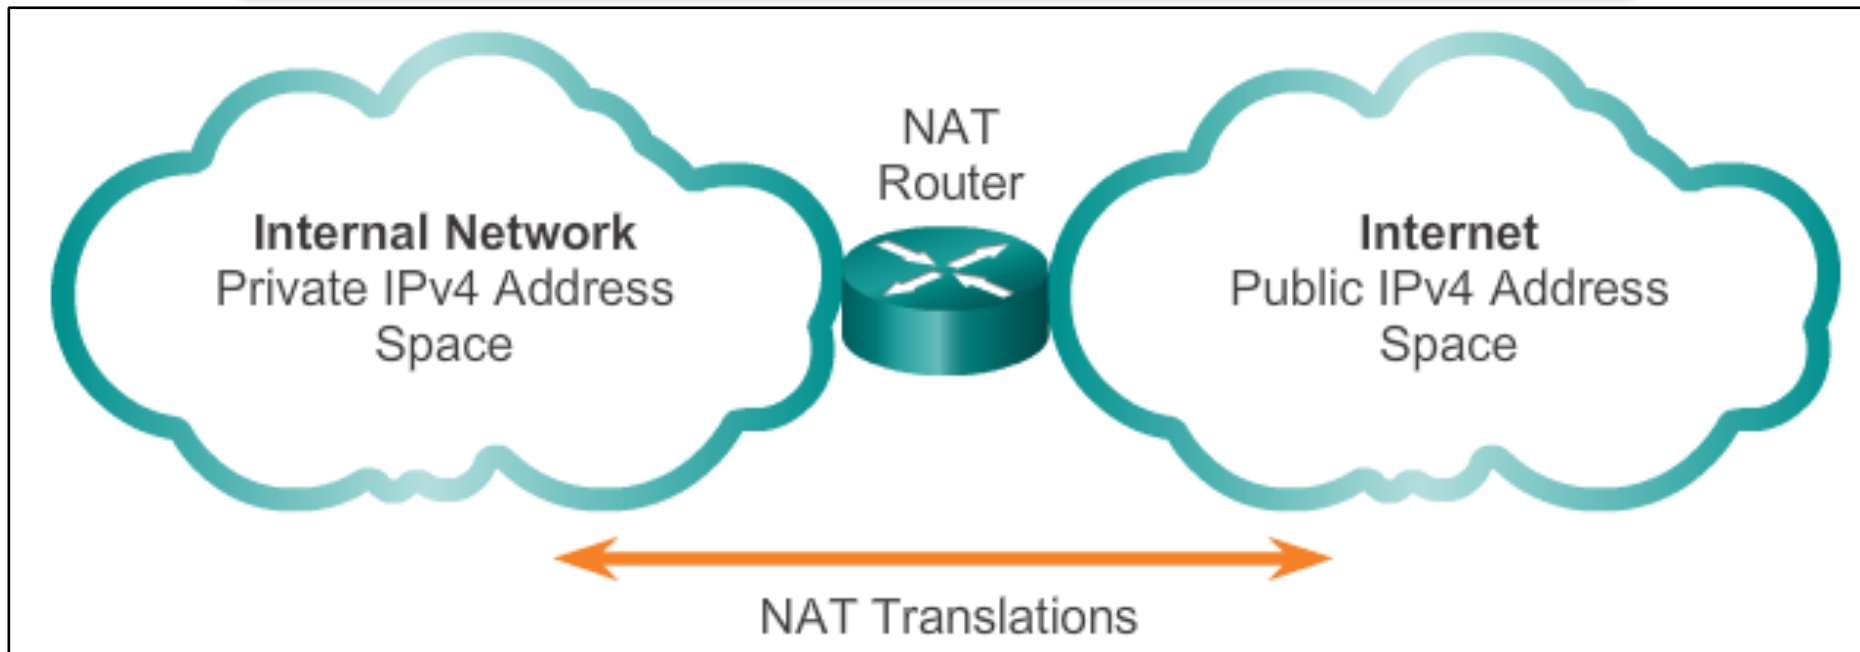 NAT
Router
Internal Network
Private IPv4 Address
Space
Internet
Public IPv4 Address
Space
NAT Translations